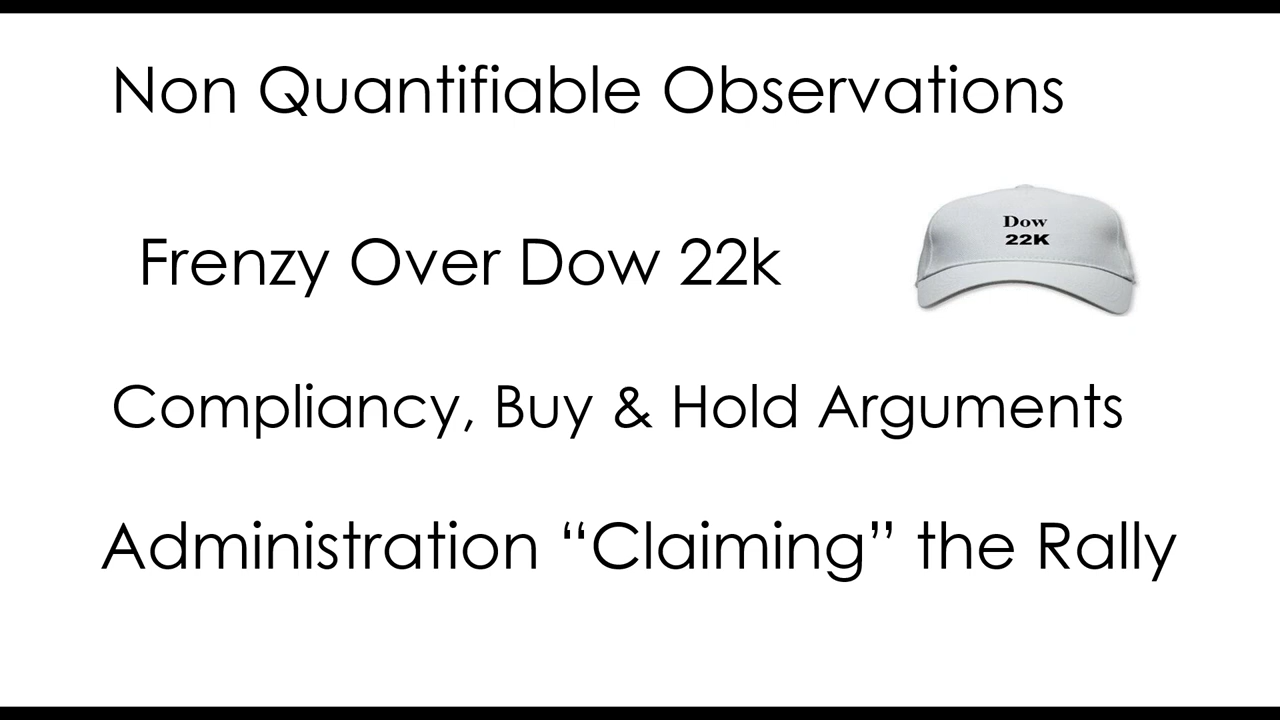 Non Quantifiable Observations
Dow
22K
Frenzy Over Dow 22k
Compliancy, Buy & Hold Arguments
Administration “Claiming” the Rally